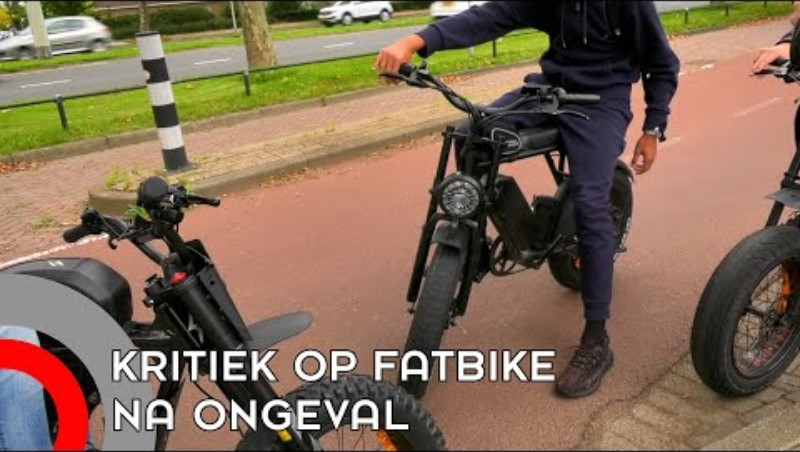 KRITIEK OP FATBIKE
NA ONGEVAL